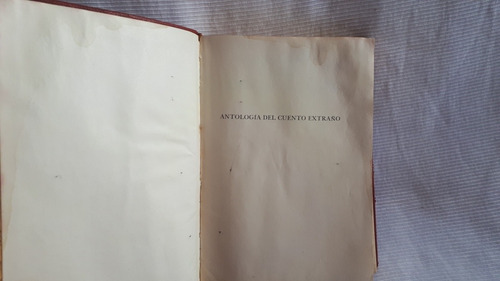 ANTOLOGIA DEL CUENTO EXTRAÑO